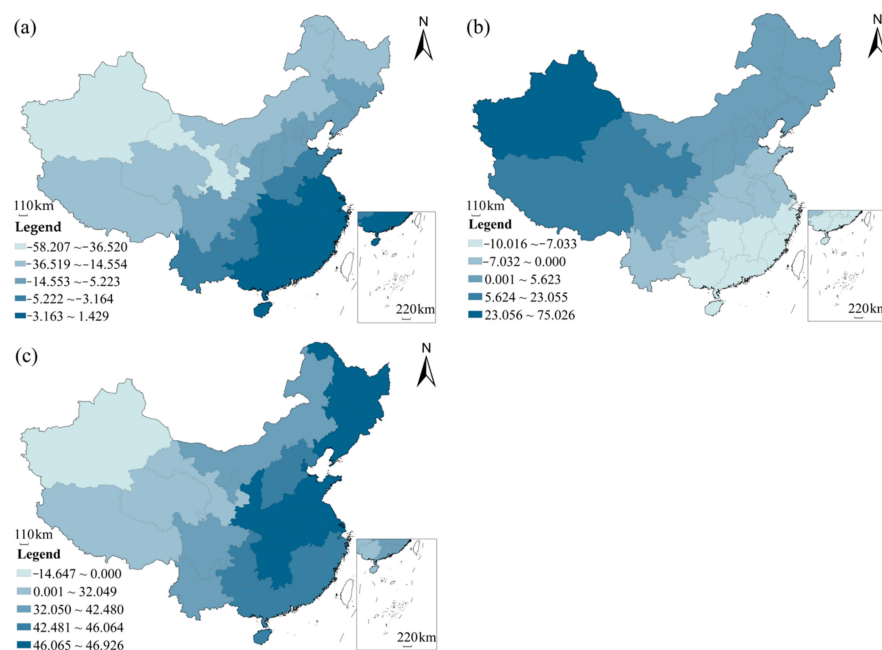 (a)
N
110km
Legend
−58.207 ~ −36.520
−36.519 ~ −14.554
−14.553 ~ −5.223
−5.222 ~ −3.164
−3.163 ~ 1.429
220km
(b)
N
110km
Legend
−10.016 ~ −7.033
−7.032 ~ 0.000
0.001 ~ 5.623
5.624 ~ 23.055
23.056 ~ 75.026
220km
(c)
N
110km
Legend
−14.647 ~ 0.000
0.001 ~ 32.049
32.050 ~ 42.480
42.481 ~ 46.064
46.065 ~ 46.926
220km